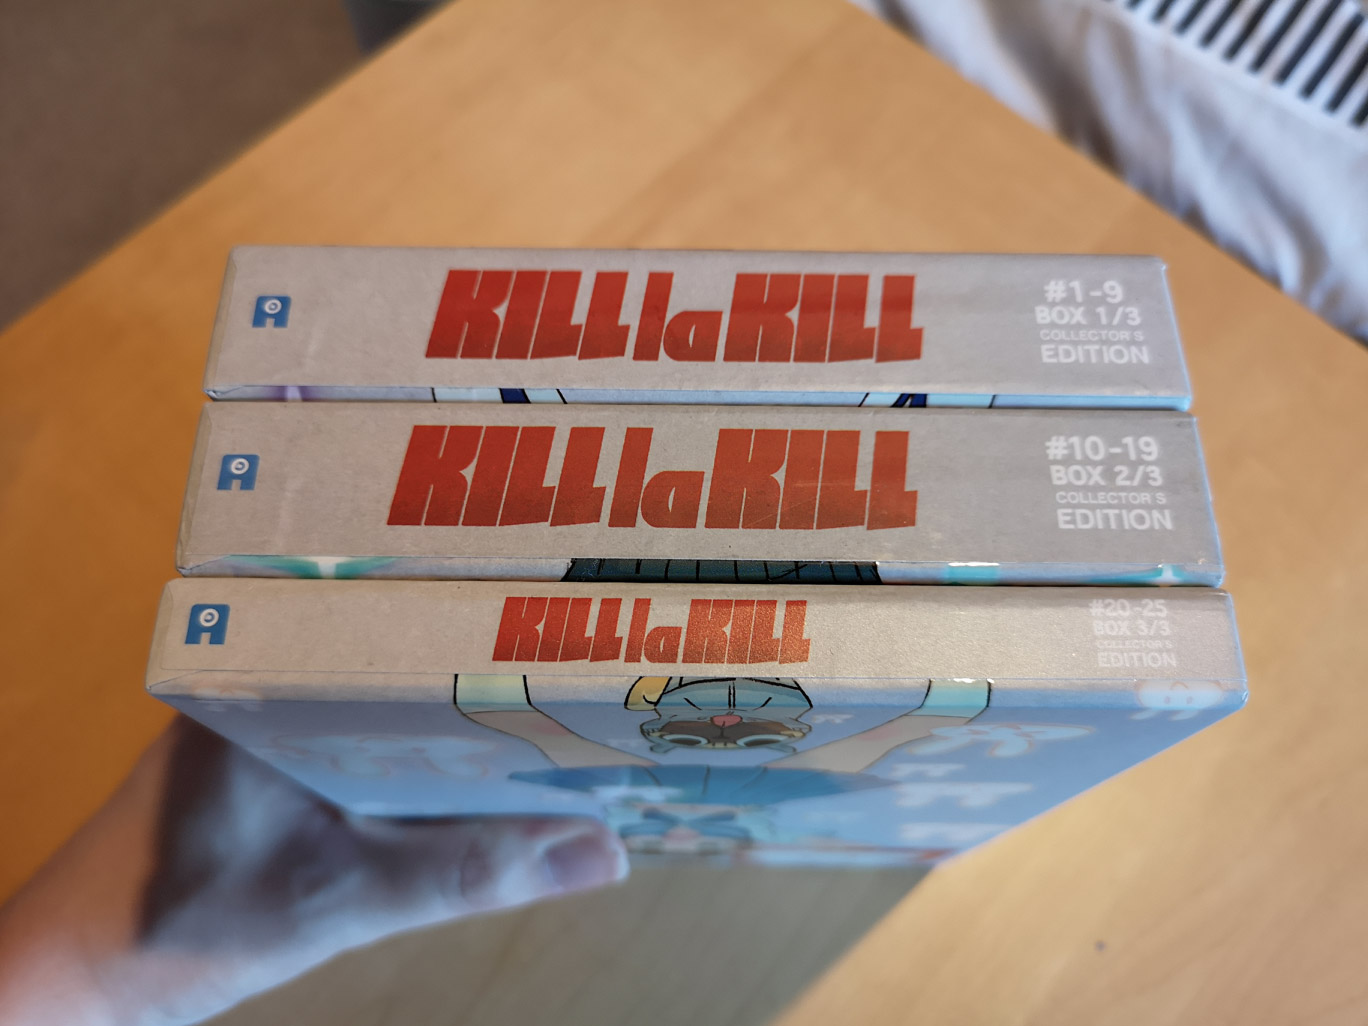 KILL la KILL
#1-9
BOX 1/3
COLLECTOR'S
EDITION
KILL la KILL
#10-19
BOX 2/3
COLLECTOR'S
EDITION
KILL la KILL
#20-25
BOX 3/3
COLLECTOR'S
EDITION